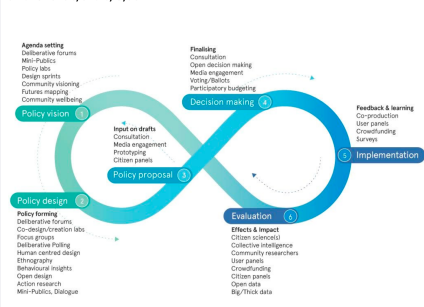 Agenda setting
Deliberative forums
Mini-Publics
Policy labs
Design sprints
Community visioning
Futures mapping
Community wellbeing
Policy vision 1
Finalising
Consultation
Open decision making
Media engagement
Voting/Ballots
Participatory budgeting
Decision making 4
Input on drafts
Consultation
Media engagement
Prototyping
Citizen panels
Policy proposal 3
Feedback & learning
Co-production
User panels
Crowdfunding
Surveys
5 Implementation
Policy design 2
Policy forming
Deliberative forums
Co-design/creation labs
Focus groups
Deliberative Polling
Human centred design
Ethnography
Behavioural insights
Open design
Action research
Mini-Publics, Dialogue
Evaluation 6
Effects & Impact
Citizen science(s)
Collective intelligence
Community researchers
User panels
Crowdfunding
Citizen panels
Open data
Big/Thick data